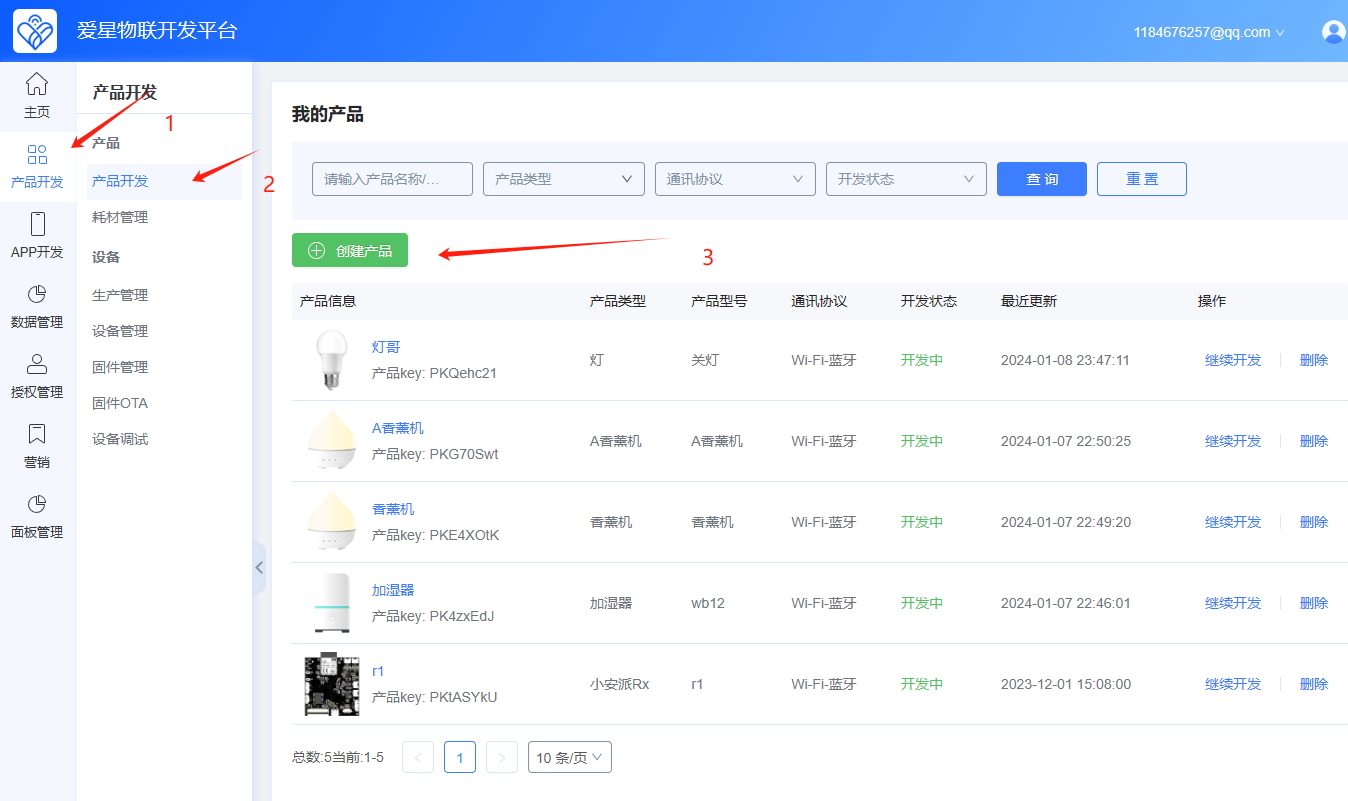 爱星物联开发平台
1184676257@qq.com
主页
产品开发
APP开发
数据管理
授权管理
营销
面板管理
产品开发
产品
产品开发
耗材管理
设备
生产管理
设备管理
固件管理
固件OTA
设备调试
1
2
3
我的产品
请输入产品名称/... 产品类型 通讯协议 开发状态 查询 重置
创建产品
产品信息 产品类型 产品型号 通讯协议 开发状态 最近更新 操作
灯哥
产品key: PKQehc21
灯 关灯 Wi-Fi-蓝牙 开发中 2024-01-08 23:47:11 继续开发 删除
A香薰机
产品key: PKG70Swt
A香薰机 A香薰机 Wi-Fi-蓝牙 开发中 2024-01-07 22:50:25 继续开发 删除
香薰机
产品key: PKE4XOtK
香薰机 香薰机 Wi-Fi-蓝牙 开发中 2024-01-07 22:49:20 继续开发 删除
加湿器
产品key: PK4zxEdJ
加湿器 wb12 Wi-Fi-蓝牙 开发中 2024-01-07 22:46:01 继续开发 删除
r1
产品key: PKtASYkU
小安派Rx r1 Wi-Fi-蓝牙 开发中 2023-12-01 15:08:00 继续开发 删除
总数:5当前:1-5 < 1 > 10 条/页